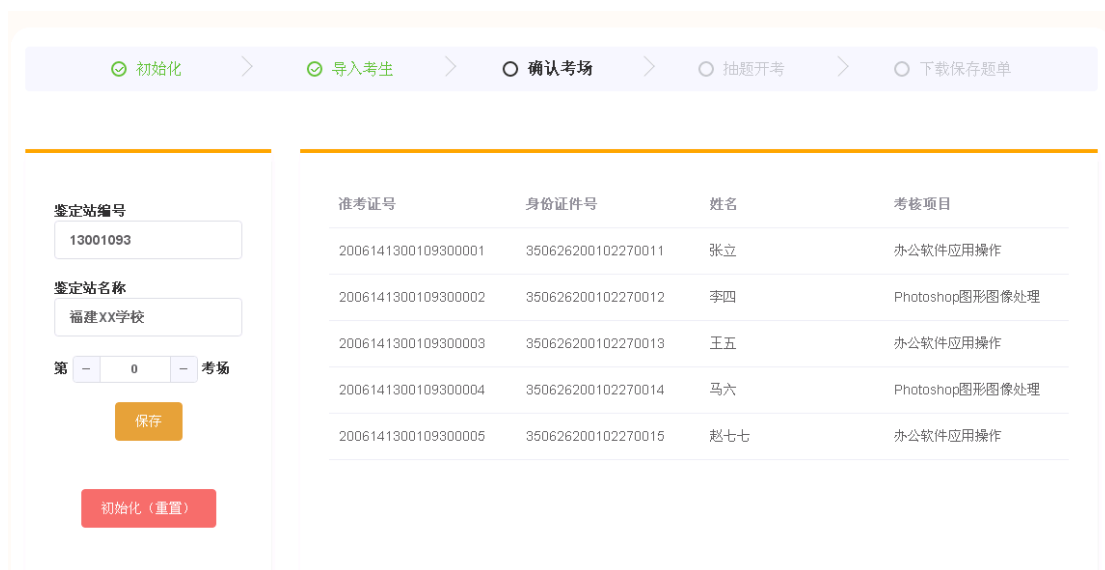 初始化 导入考生 确认考场 抽题开考 下载保存题单
鉴定站编号
13001093
鉴定站名称
福建XX学校
第 − 0 − 考场
保存
初始化（重置）
准考证号 身份证件号 姓名 考核项目
2006141300109300001 350626200102270011 张立 办公软件应用操作
2006141300109300002 350626200102270012 李四 Photoshop图形图像处理
2006141300109300003 350626200102270013 王五 办公软件应用操作
2006141300109300004 350626200102270014 马六 Photoshop图形图像处理
2006141300109300005 350626200102270015 赵七七 办公软件应用操作